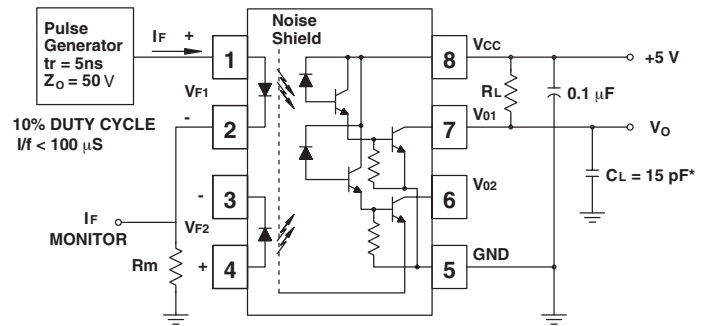 Pulse
Generator
tr = 5ns
ZO = 50 V
IF +
Noise
Shield
1
VF1
-
2
10% DUTY CYCLE
I/f < 100 μS
-
3
VF2
IF
MONITOR
Rm
+
4
8
VCC
+5 V
RL
0.1 μF
7
V01
VO
6
V02
CL = 15 pF*
5
GND